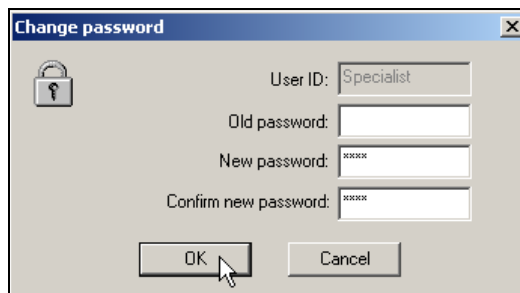 Change password
User ID: Specialist
Old password:
New password: ****
Confirm new password: ****
OK Cancel